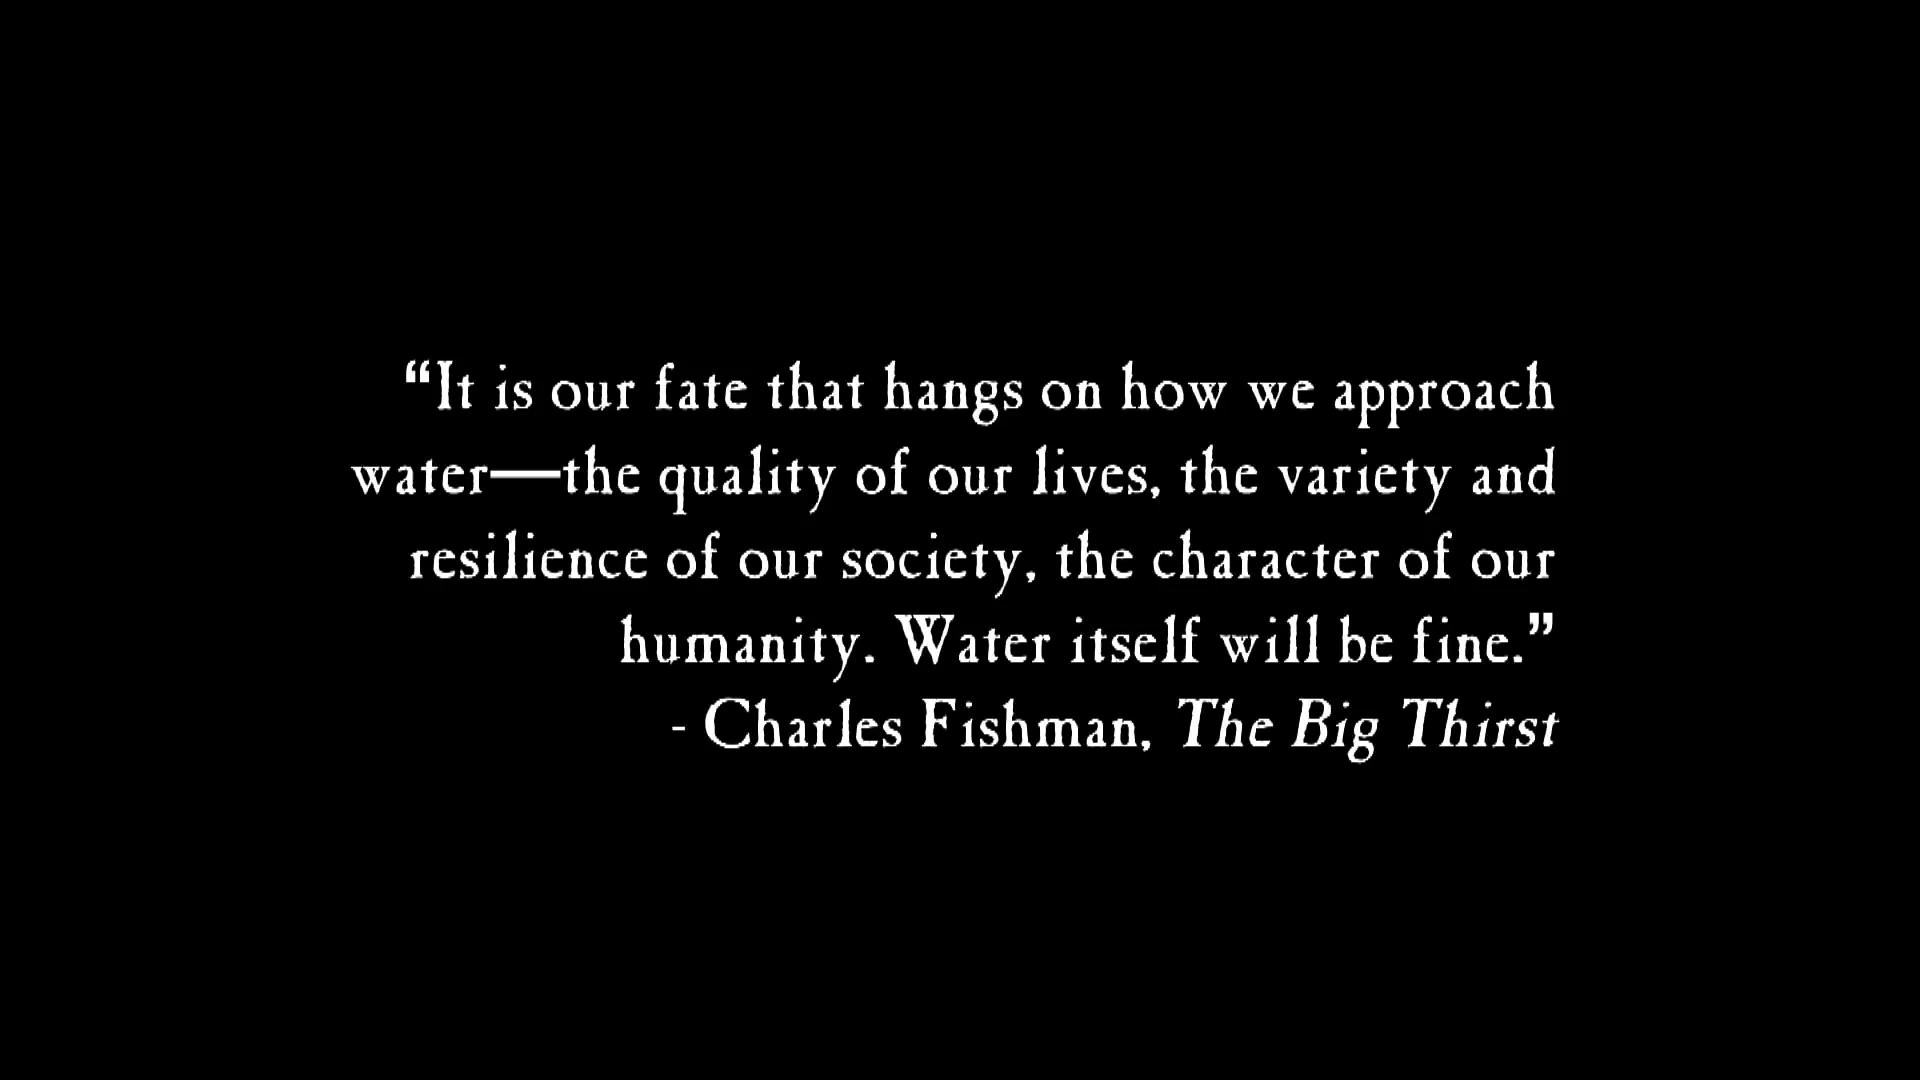 “It is our fate that hangs on how we approach
water—the quality of our lives, the variety and
resilience of our society, the character of our
humanity. Water itself will be fine.”
- Charles Fishman, The Big Thirst